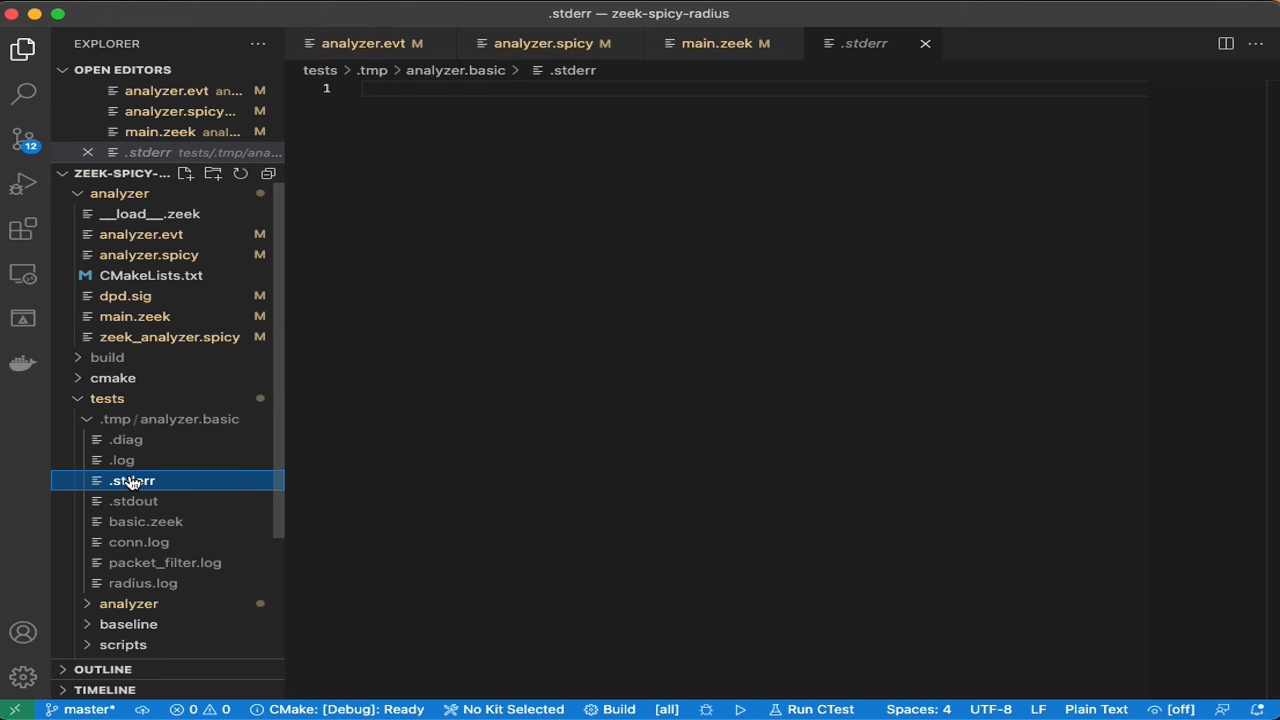 .stderr — zeek-spicy-radius
EXPLORER
analyzer.evt M
analyzer.spicy M
main.zeek M
.stderr
OPEN EDITORS
tests > .tmp > analyzer.basic > .stderr
analyzer.evt an... M
1
analyzer.spicy... M
main.zeek anal... M
12
.stderr tests/.tmp/ana...
ZEEK-SPICY-...
analyzer
__load__.zeek
analyzer.evt M
analyzer.spicy M
M CMakeLists.txt
dpd.sig M
main.zeek M
zeek_analyzer.spicy M
build
cmake
tests
.tmp / analyzer.basic
.diag
.log
.stderr
.stdout
basic.zeek
conn.log
packet_filter.log
radius.log
analyzer
baseline
scripts
OUTLINE
TIMELINE
master* 0 0 CMake: [Debug]: Ready No Kit Selected Build [all] Run CTest Spaces: 4 UTF-8 LF Plain Text [off]